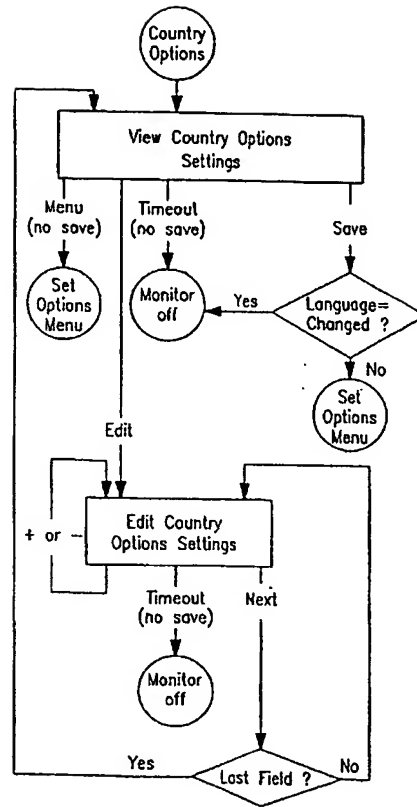 Country
Options
View Country Options
Settings
Menu
(no save)
Timeout
(no save)
Save
Set
Options
Menu
Monitor
off
Yes
Language=
Changed ?
No
Set
Options
Menu
Edit
+ or -
Edit Country
Options Settings
Timeout
(no save)
Next
Monitor
off
Yes
Last Field ?
No